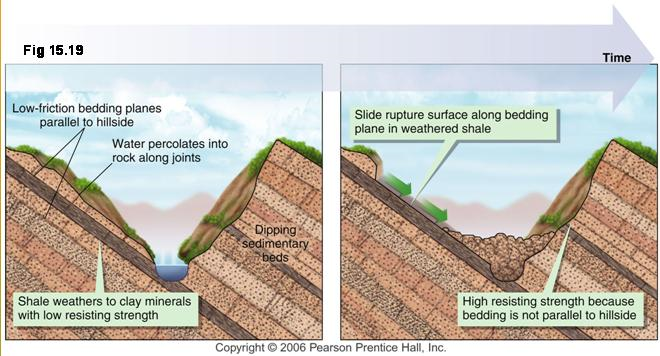 Fig 15.19
Time
Low-friction bedding planes
parallel to hillside
Water percolates into
rock along joints
Dipping
sedimentary
beds
Shale weathers to clay minerals
with low resisting strength
Slide rupture surface along bedding
plane in weathered shale
High resisting strength because
bedding is not parallel to hillside
Copyright © 2006 Pearson Prentice Hall, Inc.